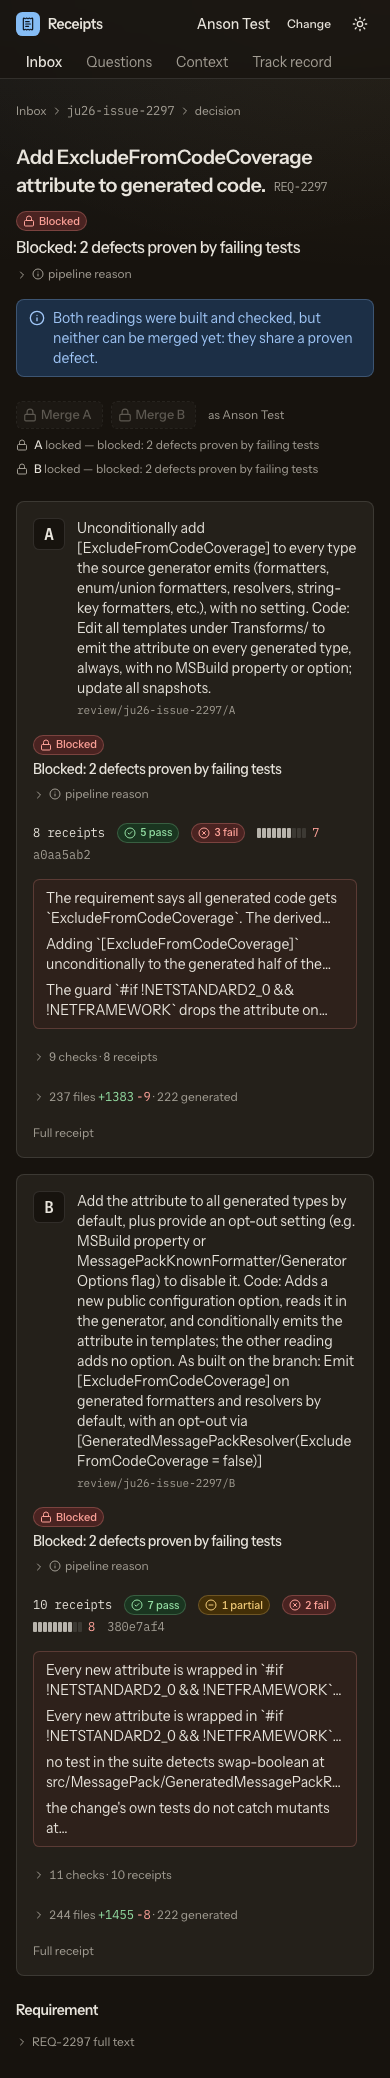 Receipts
Anson Test
Change
Inbox
Questions
Context
Track record
Inbox > ju26-issue-2297 > decision
Add ExcludeFromCodeCoverage
attribute to generated code. REQ-2297
Blocked
Blocked: 2 defects proven by failing tests
pipeline reason
Both readings were built and checked, but
neither can be merged yet: they share a proven
defect.
Merge A
Merge B
as Anson Test
A locked — blocked: 2 defects proven by failing tests
B locked — blocked: 2 defects proven by failing tests
A
Unconditionally add
[ExcludeFromCodeCoverage] to every type
the source generator emits (formatters,
enum/union formatters, resolvers, string-
key formatters, etc.), with no setting. Code:
Edit all templates under Transforms/ to
emit the attribute on every generated type,
always, with no MSBuild property or option;
update all snapshots.
review/ju26-issue-2297/A
Blocked
Blocked: 2 defects proven by failing tests
pipeline reason
8 receipts 5 pass 3 fail 7
a0aa5ab2
The requirement says all generated code gets
`ExcludeFromCodeCoverage`. The derived…
Adding `[ExcludeFromCodeCoverage]`
unconditionally to the generated half of the…
The guard `#if !NETSTANDARD2_0 &&
!NETFRAMEWORK` drops the attribute on…
9 checks · 8 receipts
237 files +1383 -9 · 222 generated
Full receipt
B
Add the attribute to all generated types by
default, plus provide an opt-out setting (e.g.
MSBuild property or
MessagePackKnownFormatter/Generator
Options flag) to disable it. Code: Adds a
new public configuration option, reads it in
the generator, and conditionally emits the
attribute in templates; the other reading
adds no option. As built on the branch: Emit
[ExcludeFromCodeCoverage] on
generated formatters and resolvers by
default, with an opt-out via
[GeneratedMessagePackResolver(Exclude
FromCodeCoverage = false)]
review/ju26-issue-2297/B
Blocked
Blocked: 2 defects proven by failing tests
pipeline reason
10 receipts 7 pass 1 partial 2 fail
8 380e7af4
Every new attribute is wrapped in `#if
!NETSTANDARD2_0 && !NETFRAMEWORK`…
Every new attribute is wrapped in `#if
!NETSTANDARD2_0 && !NETFRAMEWORK`…
no test in the suite detects swap-boolean at
src/MessagePack/GeneratedMessagePackR…
the change's own tests do not catch mutants
at…
11 checks · 10 receipts
244 files +1455 -8 · 222 generated
Full receipt
Requirement
REQ-2297 full text